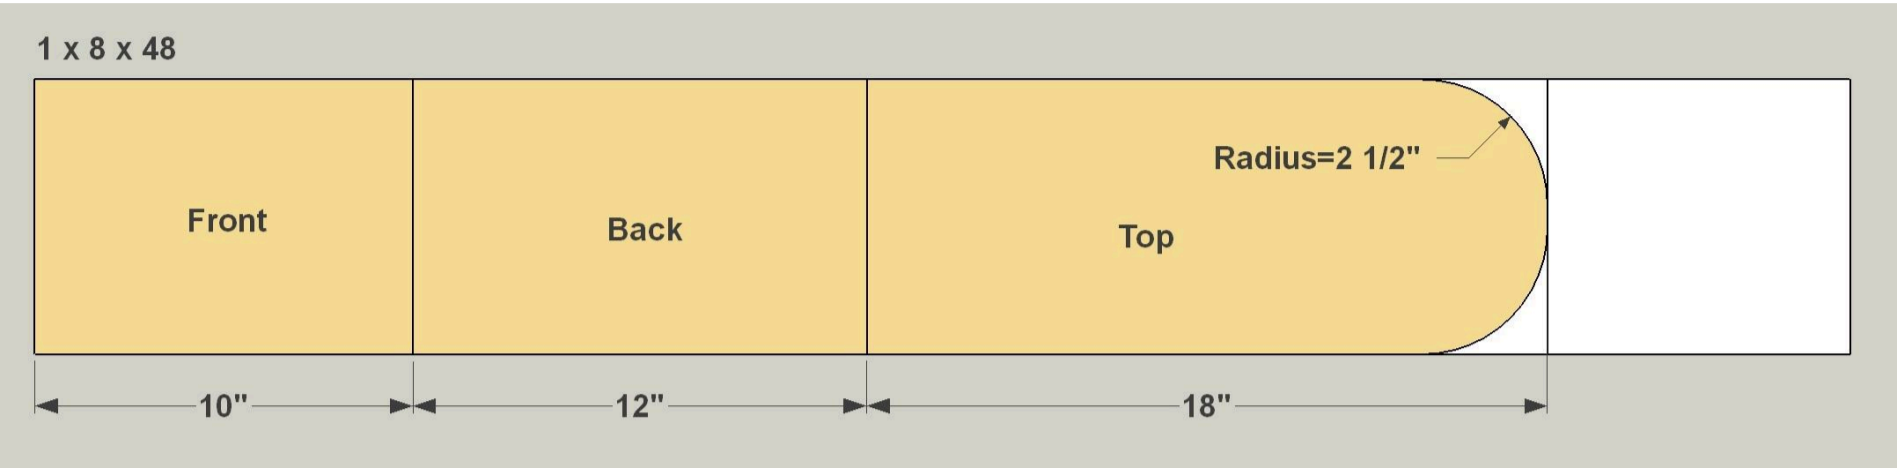 1 x 8 x 48
Radius=2 1/2"
Front
Back
Top
10"
12"
18"